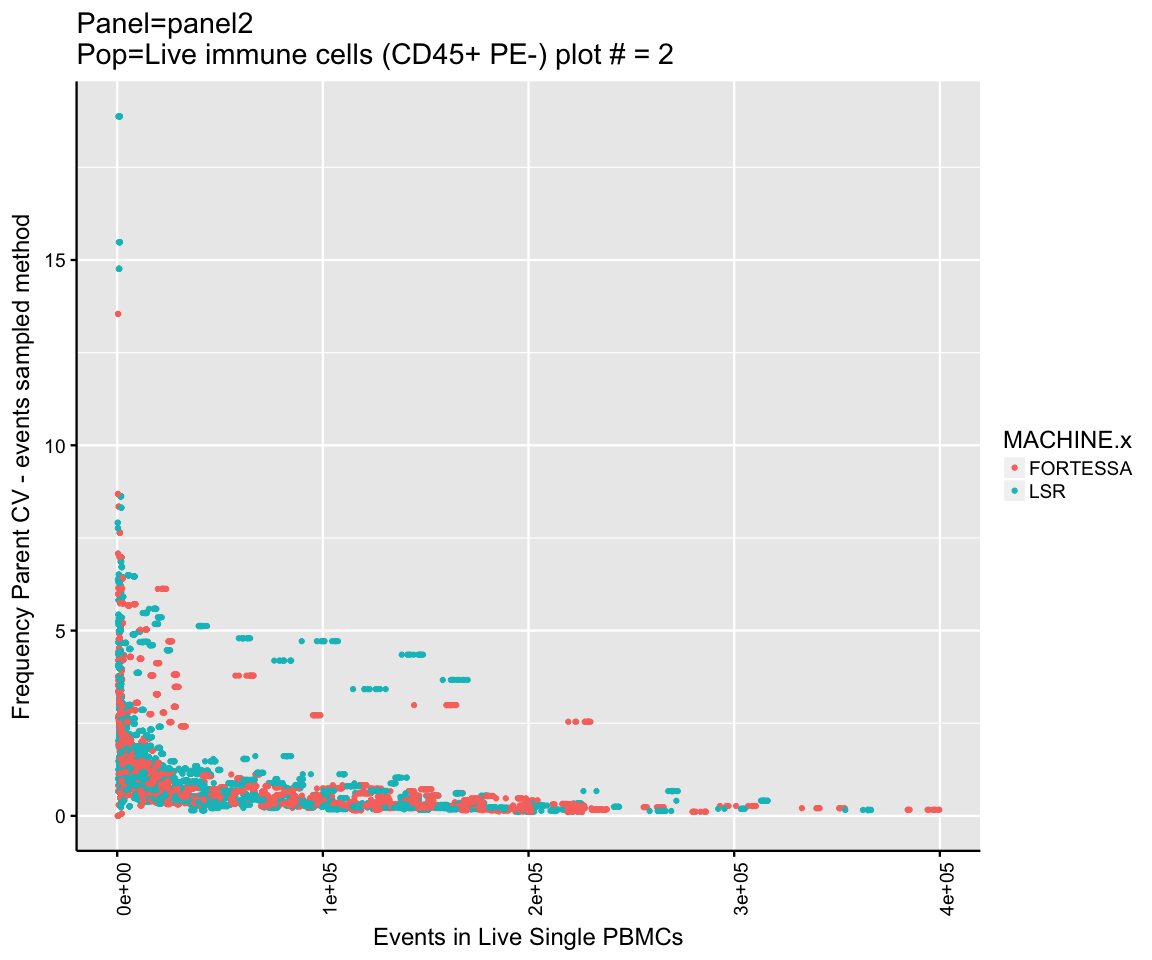 Panel=panel2
Pop=Live immune cells (CD45+ PE-) plot # = 2
Frequency Parent CV - events sampled method
15
10
5
0
0e+00
1e+05
2e+05
3e+05
4e+05
Events in Live Single PBMCs
MACHINE.x
FORTESSA
LSR